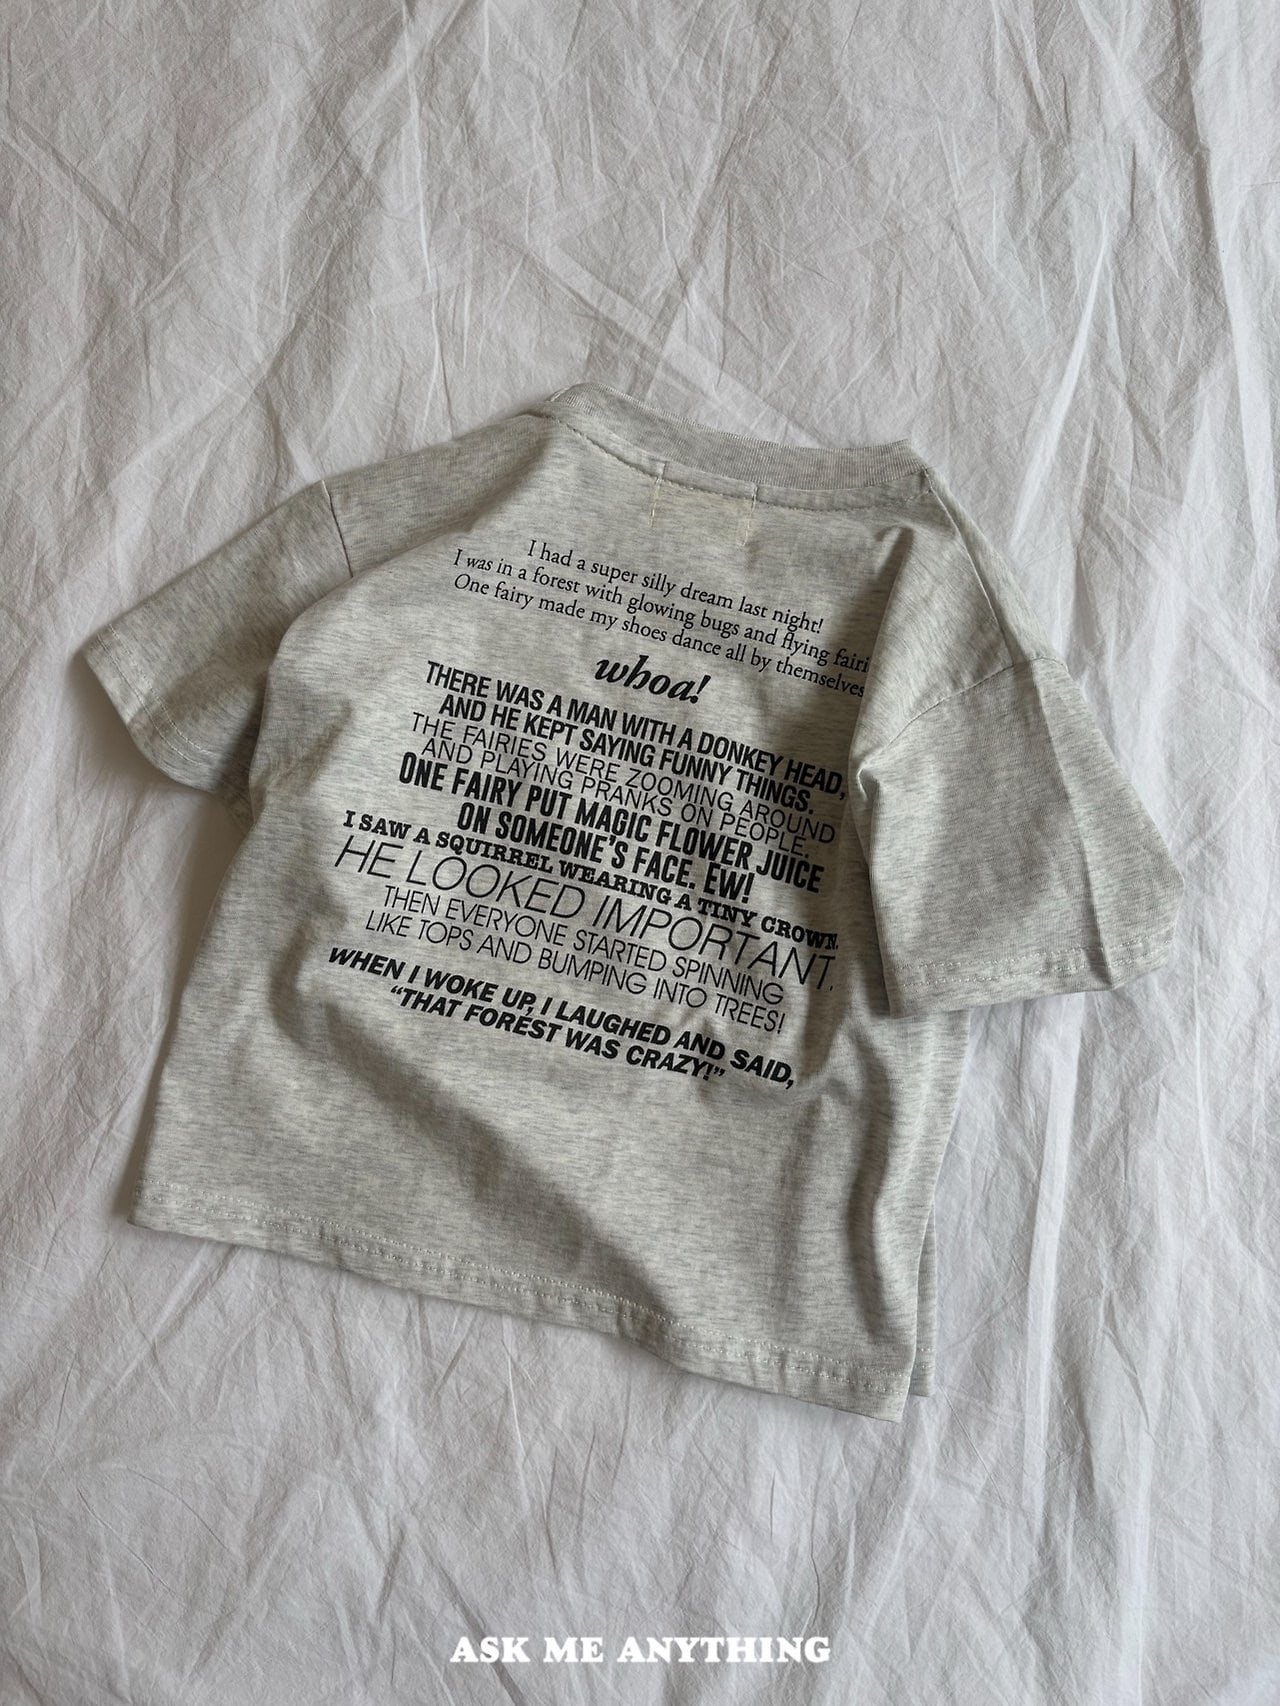 I had a super silly dream last night!
I was in a forest with glowing bugs and flying fairi
One fairy made my shoes dance all by themselves
whoa!
THERE WAS A MAN WITH A DONKEY HEAD,
AND HE KEPT SAYING FUNNY THINGS.
THE FAIRIES WERE ZOOMING AROUND
AND PLAYING PRANKS ON PEOPLE.
ONE FAIRY PUT MAGIC FLOWER JUICE
ON SOMEONE'S FACE. EW!
I SAW A SQUIRREL WEARING A TINY CROWN.
HE LOOKED IMPORTANT.
THEN EVERYONE STARTED SPINNING
LIKE TOPS AND BUMPING INTO TREES!
WHEN I WOKE UP, I LAUGHED AND SAID,
“THAT FOREST WAS CRAZY!”
ASK ME ANYTHING